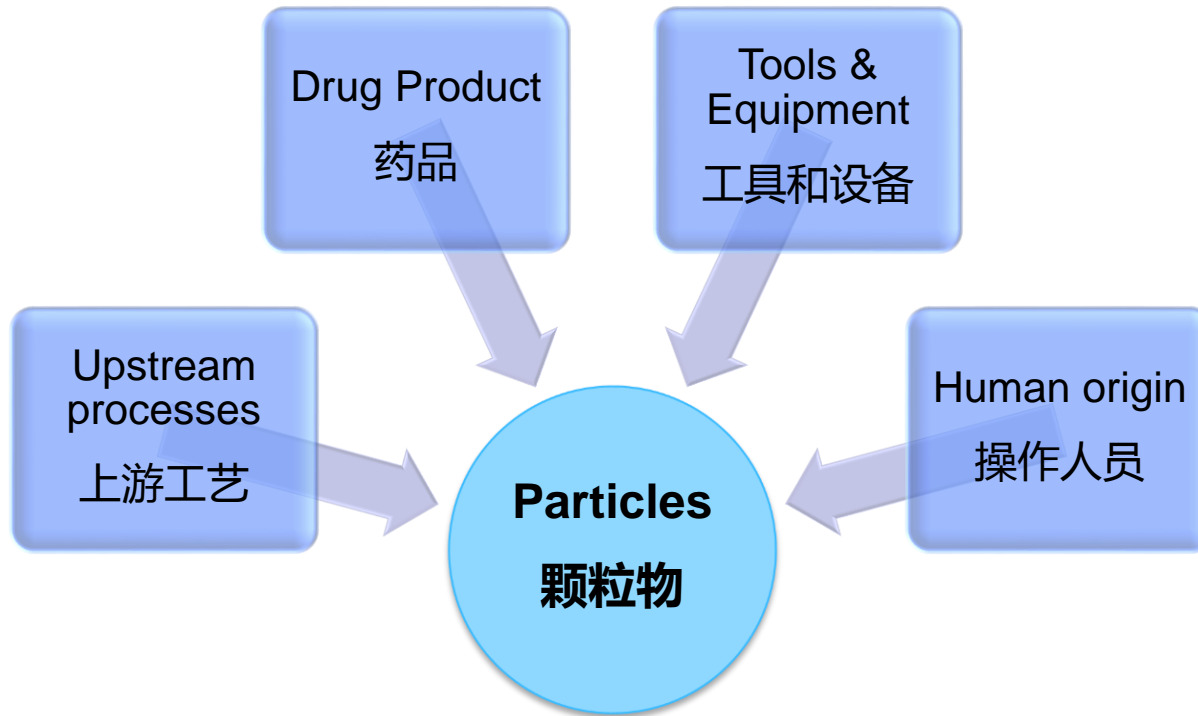 Drug Product
药品
Tools &
Equipment
工具和设备
Upstream
processes
上游工艺
Human origin
操作人员
Particles
颗粒物